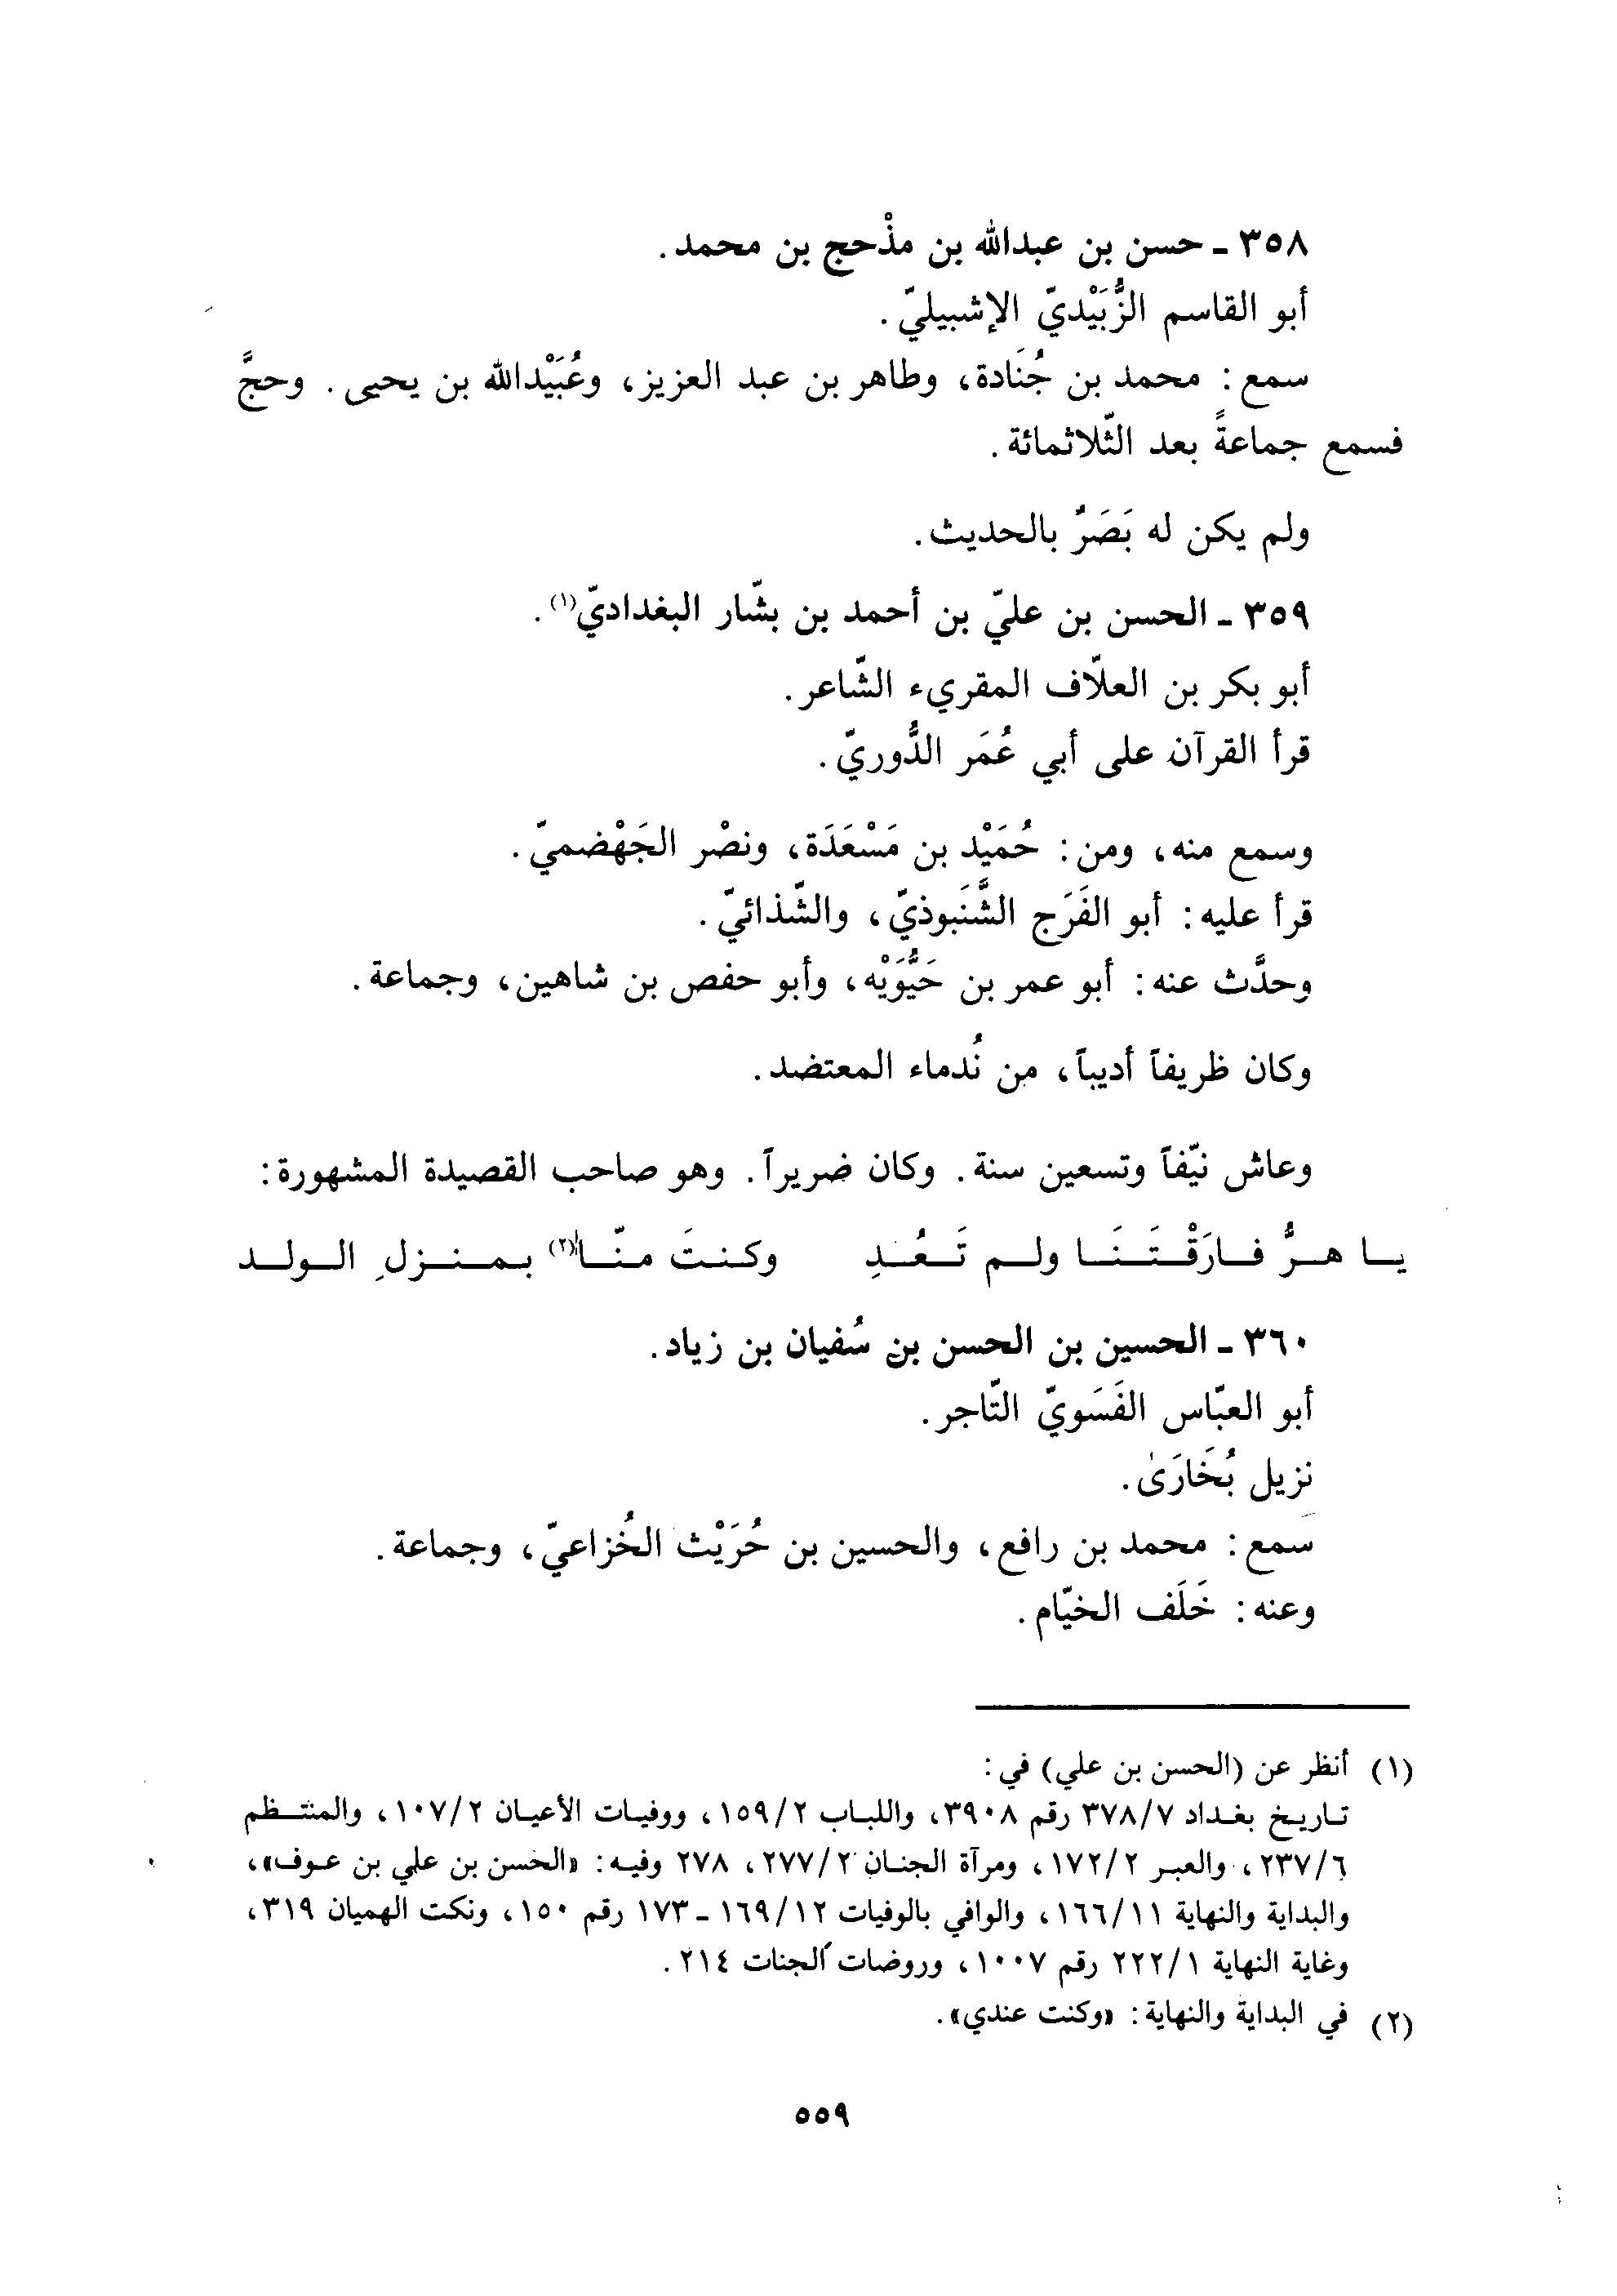 ٣٥٨ ـ حسن بن عبدالله بن مذْحج بن محمد.
أبو القاسم الزُّبَيْديّ الإشبيليّ.
سمع: محمد بن جُنَادة، وطاهر بن عبد العزيز، وعُبَيْدالله بن يحيى. وحجَّ
فسمع جماعةً بعد الثّلاثمائة.
ولم يكن له بَصَرٌ بالحديث.
٣٥٩ ـ الحسن بن عليّ بن أحمد بن بشّار البغداديّ(١).
أبو بكر بن العلّاف المقريء الشّاعر.
قرأ القرآن على أبي عُمَر الدُّوريّ.
وسمع منه، ومن: حُمَيْد بن مَسْعَدَة، ونصْر الجَهْضميّ.
قرأ عليه: أبو الفَرَج الشَّنَبوذيّ، والشّذائيّ.
وحدَّث عنه: أبو عمر بن حَيُّوَيْه، وأبو حفص بن شاهين، وجماعة.
وكان ظريفاً أديباً، من نُدماء المعتضد.
وعاش نيّفاً وتسعين سنة. وكان ضريراً. وهو صاحب القصيدة المشهورة:
يا هرُّ فارَقْتَنَا ولم تَعُدِ وكنتَ منّا(٢) بمنزلِ الولد
٣٦٠ ـ الحسين بن الحسن بن سُفيان بن زياد.
أبو العبّاس الفَسَويّ التّاجر.
نزيل بُخَارَىٰ.
سمع: محمد بن رافع، والحسين بن حُرَيْث الخُزاعيّ، وجماعة.
وعنه: خَلَف الخيّام.
(١) أنظر عن (الحسن بن علي) في:
تاريخ بغداد ٣٧٨/٧ رقم ٣٩٠٨، واللباب ١٥٩/٢، ووفيات الأعيان ١٠٧/٢، والمنتظم
٢٣٧/٦، والعبر ١٧٢/٢، ومرآة الجنان ٢٧٧/٢، ٢٧٨ وفيه: «الحسن بن علي بن عوف»،
والبداية والنهاية ١٦٦/١١، والوافي بالوفيات ١٦٩/١٢ ـ ١٧٣ رقم ١٥٠، ونكت الهميان ٣١٩،
وغاية النهاية ٢٢٢/١ رقم ١٠٠٧، وروضات الجنات ٢١٤.
(٢) في البداية والنهاية: «وكنت عندي».
٥٥٩